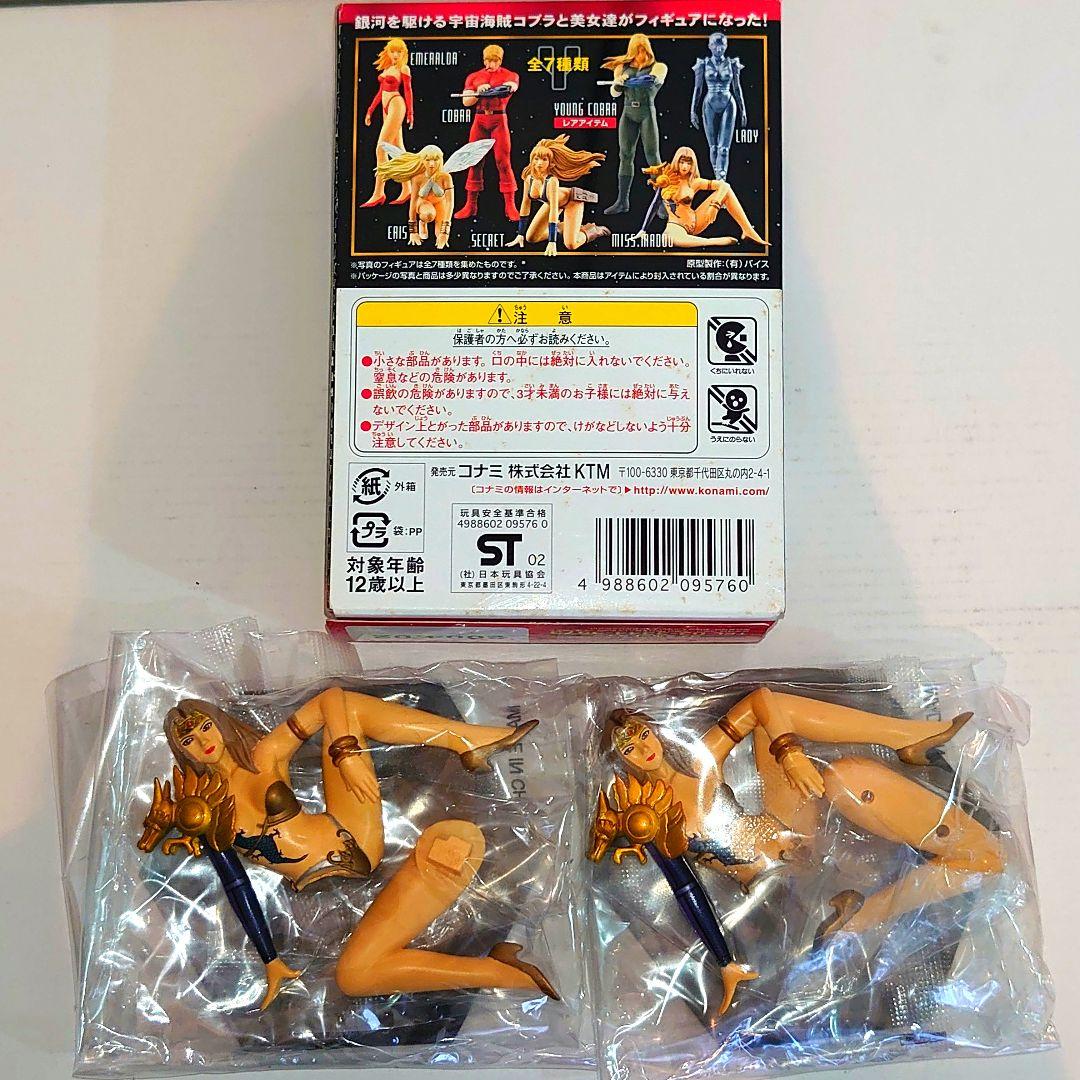 銀河を駆ける宇宙海賊コブラと美女達がフィギュアになった!
EMERALDA
全7種類
COBRA
YOUNG COBRA
レアアイテム
LADY
ERIS
SECRET
MISS.MADOU
※写真のフィギュアは全7種類を集めたものです。
原型製作:(有)バイス
※パッケージの写真と商品は多少異なりますのでご了承ください。本商品はアイテムにより封入されている割合が異なります。
注意
保護者の方へ必ずお読みください。
●小さな部品があります。口の中には絶対に入れないでください。
窒息などの危険があります。
●誤飲の危険がありますので、3才未満のお子様には絶対に与え
ないでください。
●デザイン上とがった部品がありますので、けがなどしないよう十分
注意してください。
くちにいれない
うえにのらない
紙 外箱
プラ 袋:PP
対象年齢
12歳以上
発売元 コナミ 株式会社 KTM 〒100-6330 東京都千代田区丸の内2-4-1
〔コナミの情報はインターネットで〕▶http://www.konami.com/
玩具安全基準合格
4988602 09576 0
ST 02
(社)日本玩具協会
東京都墨田区東駒形4-22-4
4 988602 095760
MADE IN CH